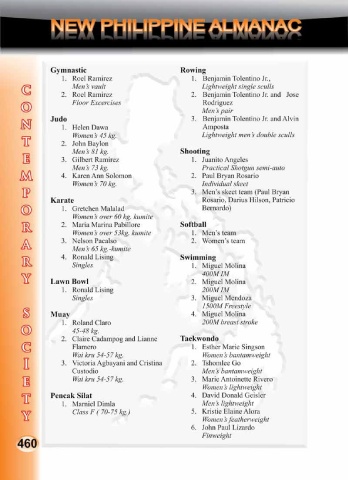 NEW PHILIPPINE ALMANAC
CONTEMPORARY SOCIETY
Gymnastic
1. Roel Ramirez
Men's vault
2. Roel Ramirez
Floor Excercises
Judo
1. Helen Dawa
Women's 45 kg.
2. John Baylon
Men's 81 kg.
3. Gilbert Ramirez
Men's 73 kg.
4. Karen Ann Solomon
Women's 70 kg.
Karate
1. Gretchen Malalad
Women's over 60 kg. kumite
2. Maria Marina Pabillore
Women's over 53kg. kumite
3. Nelson Pacalso
Men's 65 kg.-kumite
4. Ronald Lising
Singles
Lawn Bowl
1. Ronald Lising
Singles
Muay
1. Roland Claro
45-48 kg.
2. Claire Cadampog and Lianne
Flamero
Wai kru 54-57 kg.
3. Victoria Agbayani and Cristina
Custodio
Wai kru 54-57 kg.
Pencak Silat
1. Marniel Dimla
Class F ( 70-75 kg.)
Rowing
1. Benjamin Tolentino Jr.,
Lightweight single sculls
2. Benjamin Tolentino Jr. and Jose
Rodriguez
Men's pair
3. Benjamin Tolentino Jr. and Alvin
Amposta
Lightweight men's double sculls
Shooting
1. Juanito Angeles
Practical Shotgun semi-auto
2. Paul Bryan Rosario
Individual skeet
3. Men's skeet team (Paul Bryan
Rosario, Darius Hilson, Patricio
Bernardo)
Softball
1. Men's team
2. Women's team
Swimming
1. Miguel Molina
400M IM
2. Miguel Molina
200M IM
3. Miguel Mendoza
1500M Freestyle
4. Miguel Molina
200M breast stroke
Taekwondo
1. Esther Marie Singson
Women's bantamweight
2. Tshomlee Go
Men's bantamweight
3. Marie Antoinette Rivero
Women's lightweight
4. David Donald Geisler
Men's lightweight
5. Kristie Elaine Alora
Women's featherweight
6. John Paul Lizardo
Finweight
460